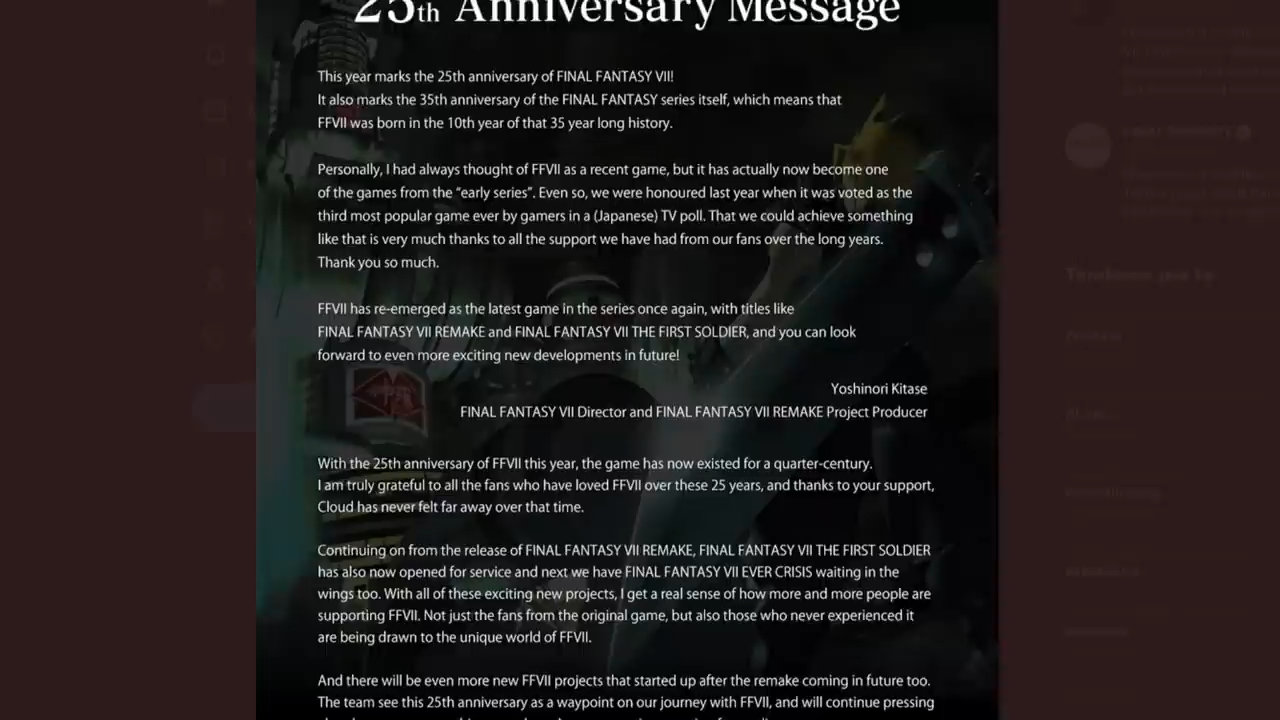 25th Anniversary Message
This year marks the 25th anniversary of FINAL FANTASY VII!
It also marks the 35th anniversary of the FINAL FANTASY series itself, which means that
FFVII was born in the 10th year of that 35 year long history.
Personally, I had always thought of FFVII as a recent game, but it has actually now become one
of the games from the “early series”. Even so, we were honoured last year when it was voted as the
third most popular game ever by gamers in a (Japanese) TV poll. That we could achieve something
like that is very much thanks to all the support we have had from our fans over the long years.
Thank you so much.
FFVII has re-emerged as the latest game in the series once again, with titles like
FINAL FANTASY VII REMAKE and FINAL FANTASY VII THE FIRST SOLDIER, and you can look
forward to even more exciting new developments in future!
Yoshinori Kitase
FINAL FANTASY VII Director and FINAL FANTASY VII REMAKE Project Producer
With the 25th anniversary of FFVII this year, the game has now existed for a quarter-century.
I am truly grateful to all the fans who have loved FFVII over these 25 years, and thanks to your support,
Cloud has never felt far away over that time.
Continuing on from the release of FINAL FANTASY VII REMAKE, FINAL FANTASY VII THE FIRST SOLDIER
has also now opened for service and next we have FINAL FANTASY VII EVER CRISIS waiting in the
wings too. With all of these exciting new projects, I get a real sense of how more and more people are
supporting FFVII. Not just the fans from the original game, but also those who never experienced it
are being drawn to the unique world of FFVII.
And there will be even more new FFVII projects that started up after the remake coming in future too.
The team see this 25th anniversary as a waypoint on our journey with FFVII, and will continue pressing